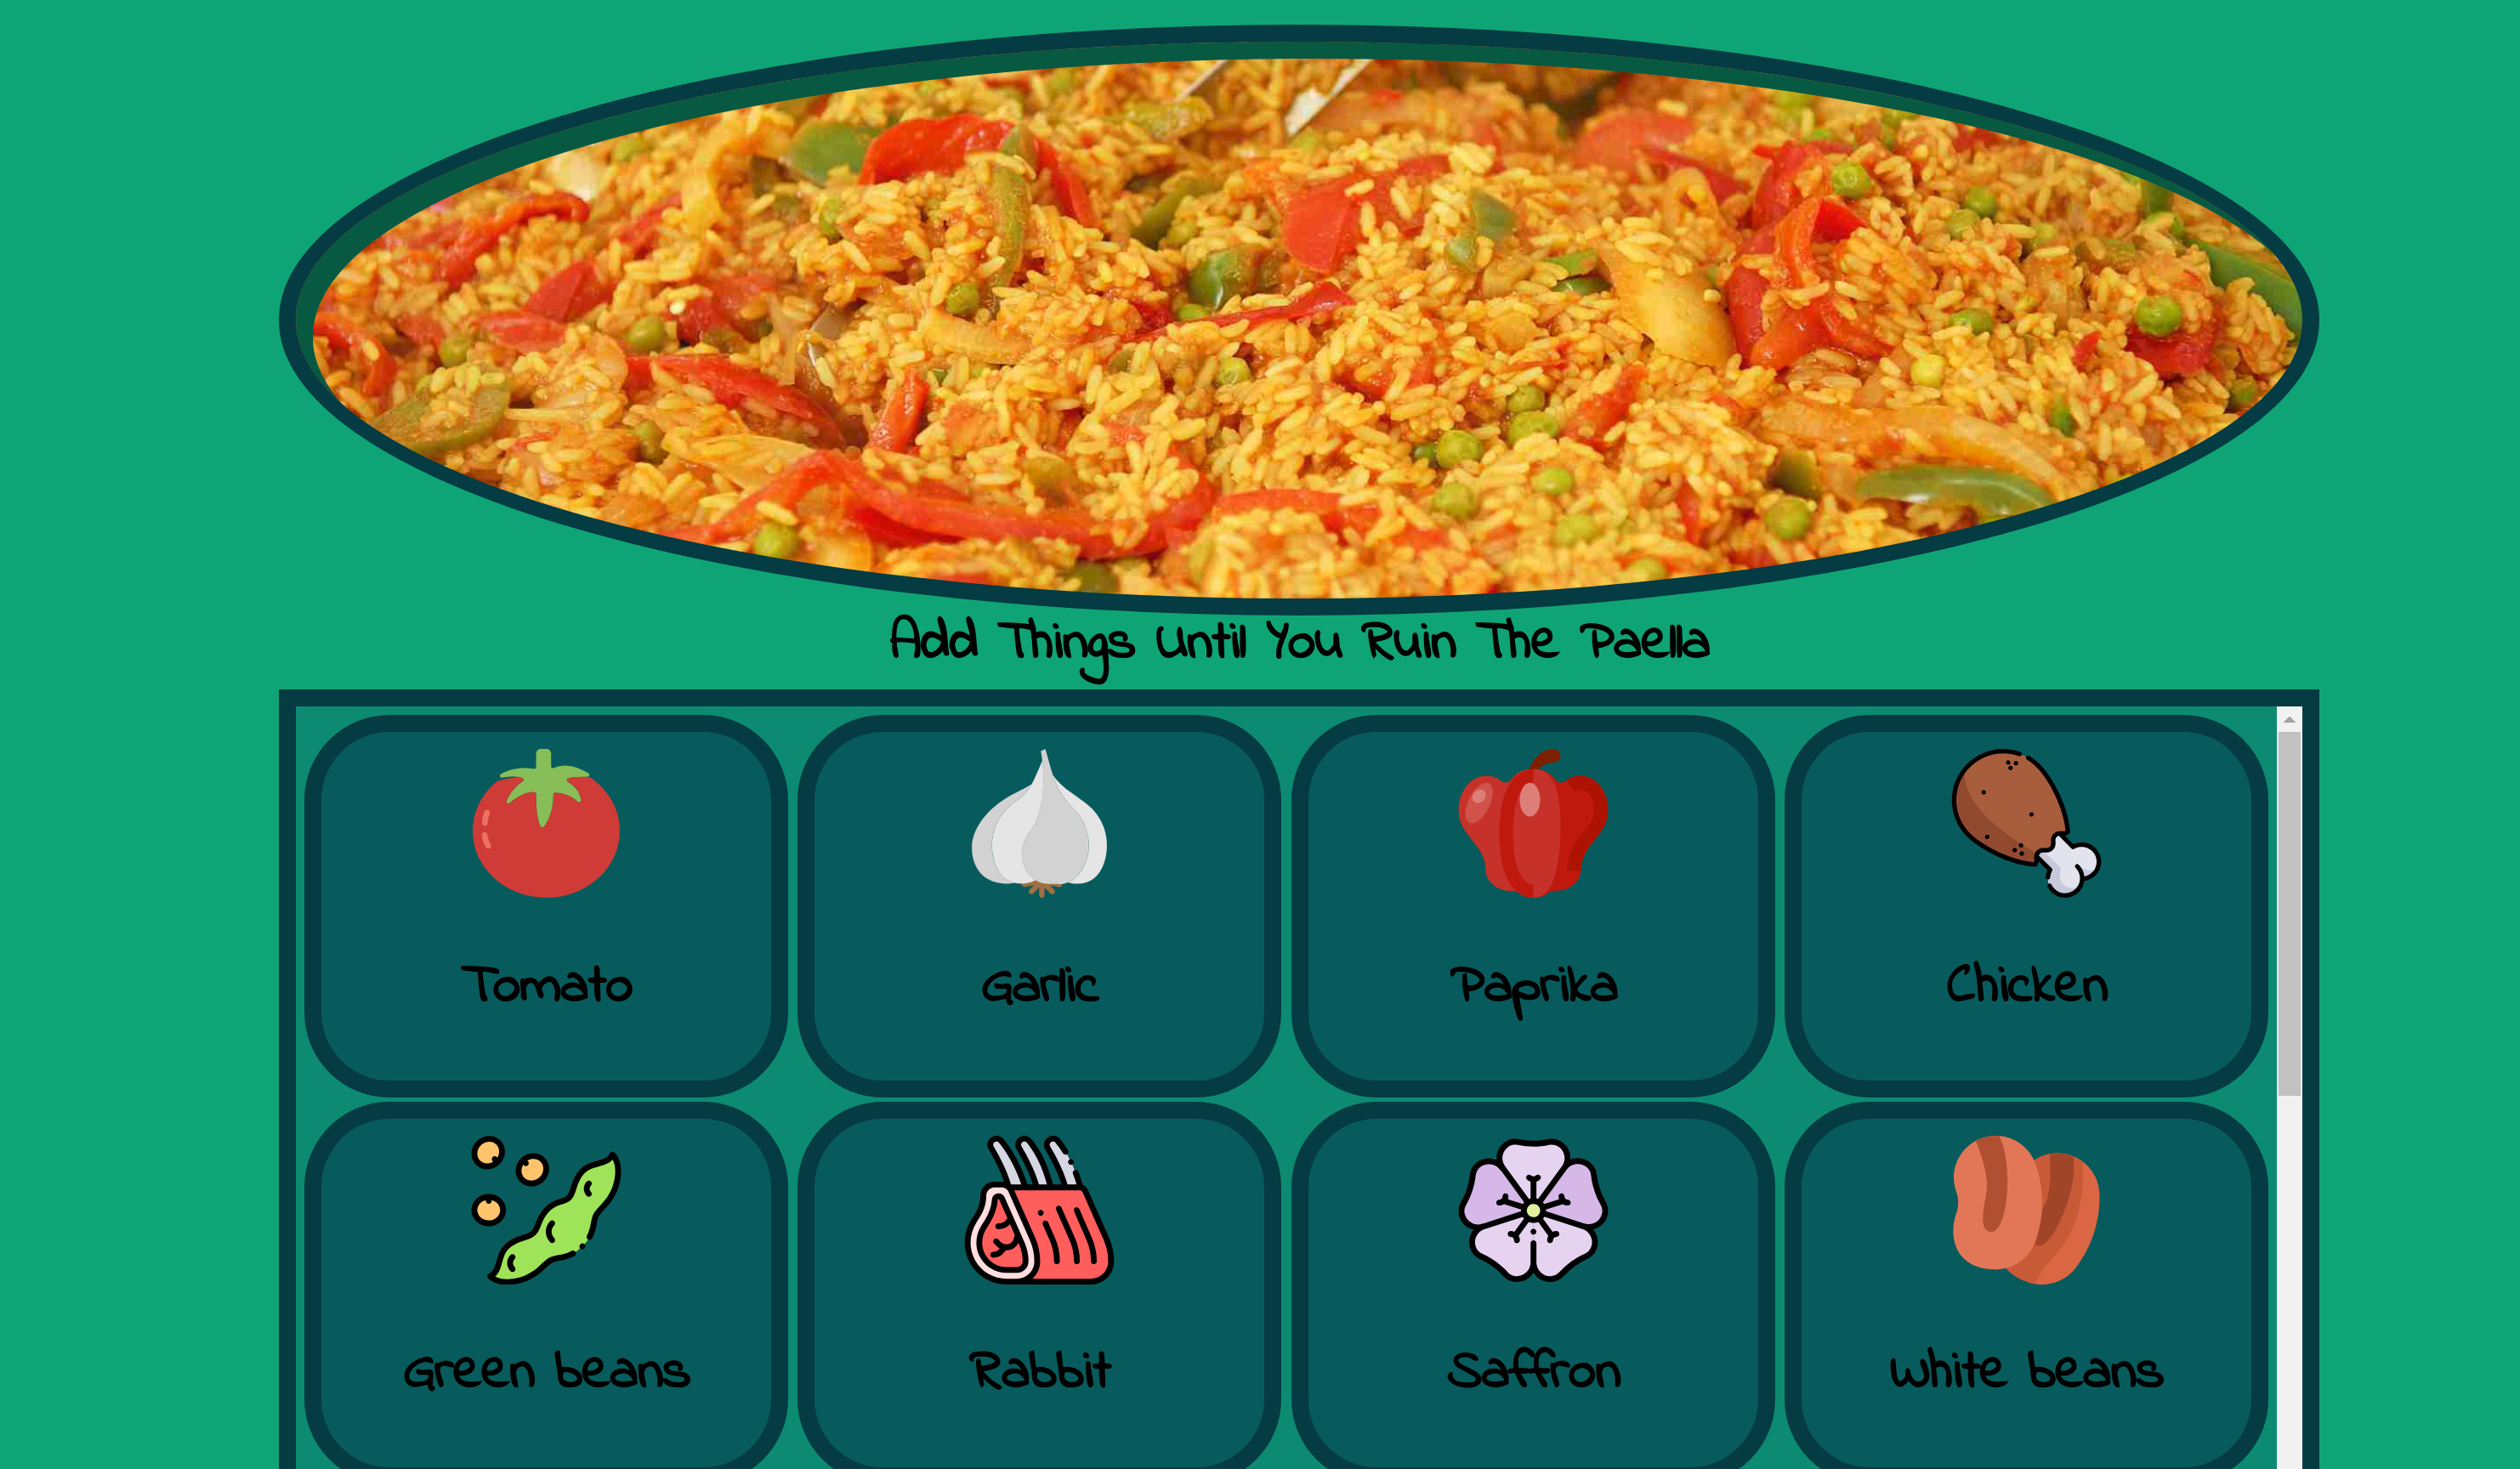 Add Things Until You Ruin The Paella
Tomato
Garlic
Paprika
Chicken
Green beans
Rabbit
Saffron
White beans